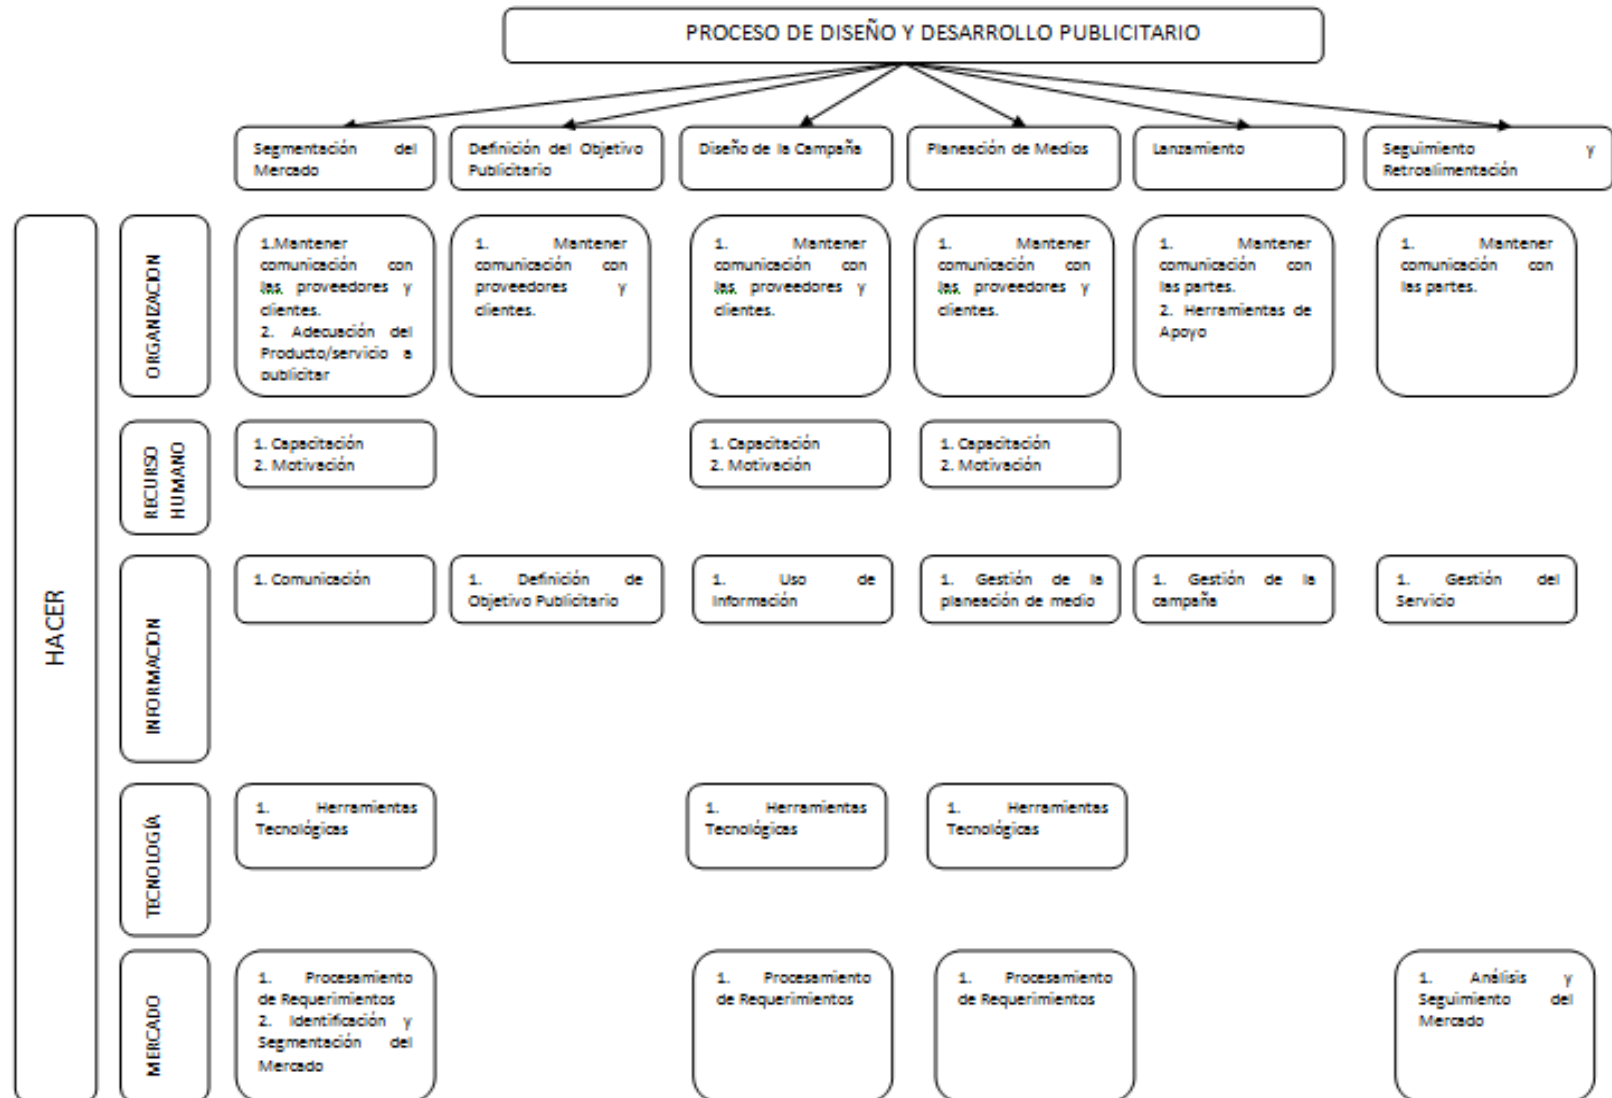 PROCESO DE DISEÑO Y DESARROLLO PUBLICITARIO
Segmentación del
Mercado
Definición del Objetivo
Publicitario
Diseño de la Campaña
Planeación de Medios
Lanzamiento
Seguimiento y
Retroalimentación
HACER
ORGANIZACION
1.Mantener
comunicación con
las proveedores y
clientes.
2. Adecuación del
Producto/servicio a
publicitar
1. Mantener
comunicación con
proveedores y
clientes.
1. Mantener
comunicación con
las proveedores y
clientes.
1. Mantener
comunicación con
las proveedores y
clientes.
1. Mantener
comunicación con
las partes.
2. Herramientas de
Apoyo
1. Mantener
comunicación con
las partes.
RECURSO
HUMANO
1. Capacitación
2. Motivación
1. Capacitación
2. Motivación
1. Capacitación
2. Motivación
INFORMACION
1. Comunicación
1. Definición de
Objetivo Publicitario
1. Uso de
Información
1. Gestión de la
planeación de medio
1. Gestión de la
campaña
1. Gestión del
Servicio
TECNOLOGÍA
1. Herramientas
Tecnológicas
1. Herramientas
Tecnológicas
1. Herramientas
Tecnológicas
MERCADO
1. Procesamiento
de Requerimientos
2. Identificación y
Segmentación del
Mercado
1. Procesamiento
de Requerimientos
1. Procesamiento
de Requerimientos
1. Análisis y
Seguimiento del
Mercado